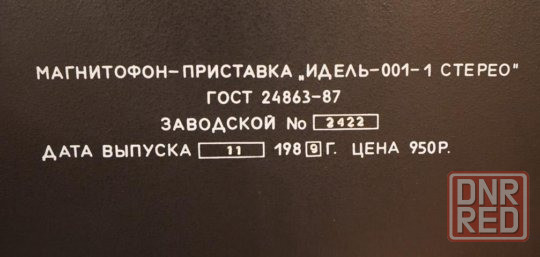 МАГНИТОФОН-ПРИСТАВКА „ИДЕЛЬ-001-1 СТЕРЕО"
ГОСТ 24863-87
ЗАВОДСКОЙ No 2422
ДАТА ВЫПУСКА 11 1989Г. ЦЕНА 950Р.
DNR
RED